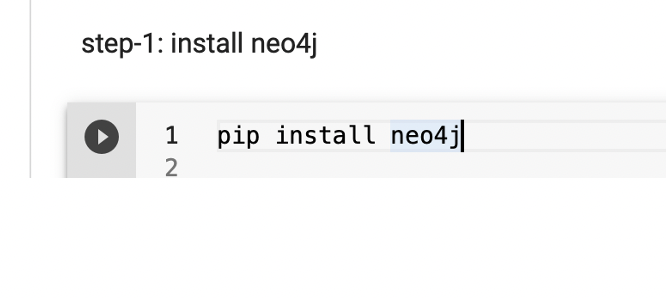 step-1: install neo4j
1 pip install neo4j
2